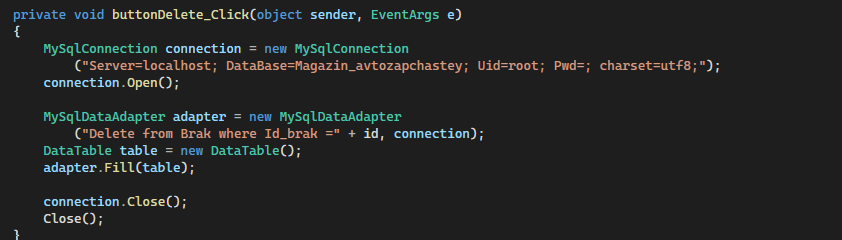 private void buttonDelete_Click(object sender, EventArgs e)
{
MySqlConnection connection = new MySqlConnection
("Server=localhost; DataBase=Magazin_avtozapchastey; Uid=root; Pwd=; charset=utf8;");
connection.Open();
MySqlDataAdapter adapter = new MySqlDataAdapter
("Delete from Brak where Id_brak =" + id, connection);
DataTable table = new DataTable();
adapter.Fill(table);
connection.Close();
Close();
}